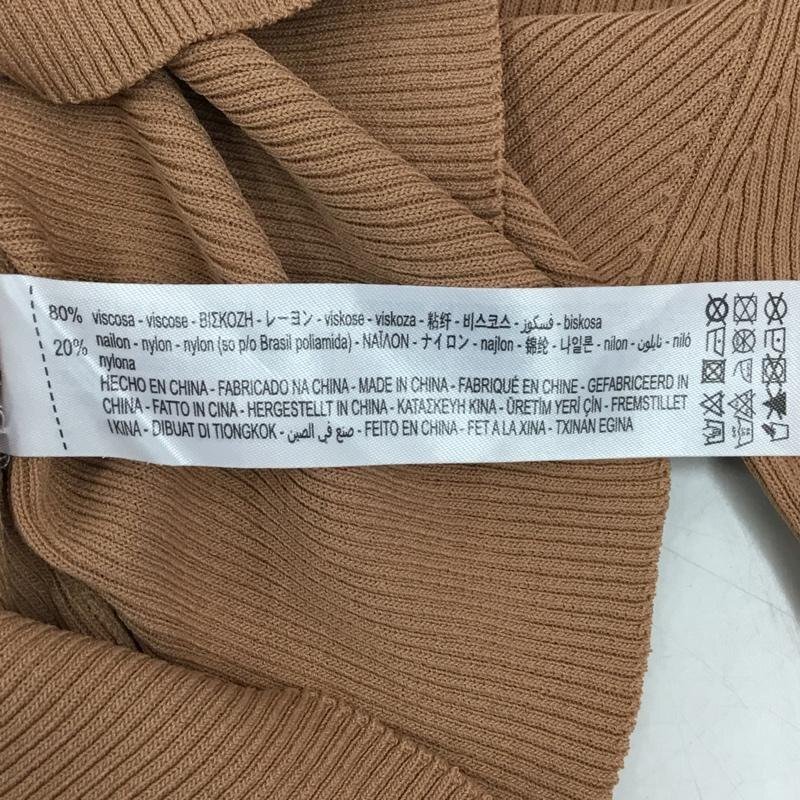 80% viscosa - viscose - ΒΙΣΚΟΖΗ - レーヨン - viskose - viskoza - 粘纤 - 비스코스 - فسكوز - biskosa
20% nailon - nylon - nylon (so p/o Brasil poliamida) - ΝΑΪΛΟΝ - ナイロン - najlon - 锦纶 - 나일론 - nilon - نايلون - niló
nylona
HECHO EN CHINA - FABRICADO NA CHINA - MADE IN CHINA - FABRIQUÉ EN CHINE - GEFABRICEERD IN
CHINA - FATTO IN CINA - HERGESTELLT IN CHINA - ΚΑΤΑΣΚΕΥΗ ΚΙΝΑ - ÜRETİM YERİ ÇİN - FREMSTILLET
I KINA - DIBUAT DI TIONGKOK - صنع في الصين - FEITO EN CHINA - FET A LA XINA - TXINAN EGINA